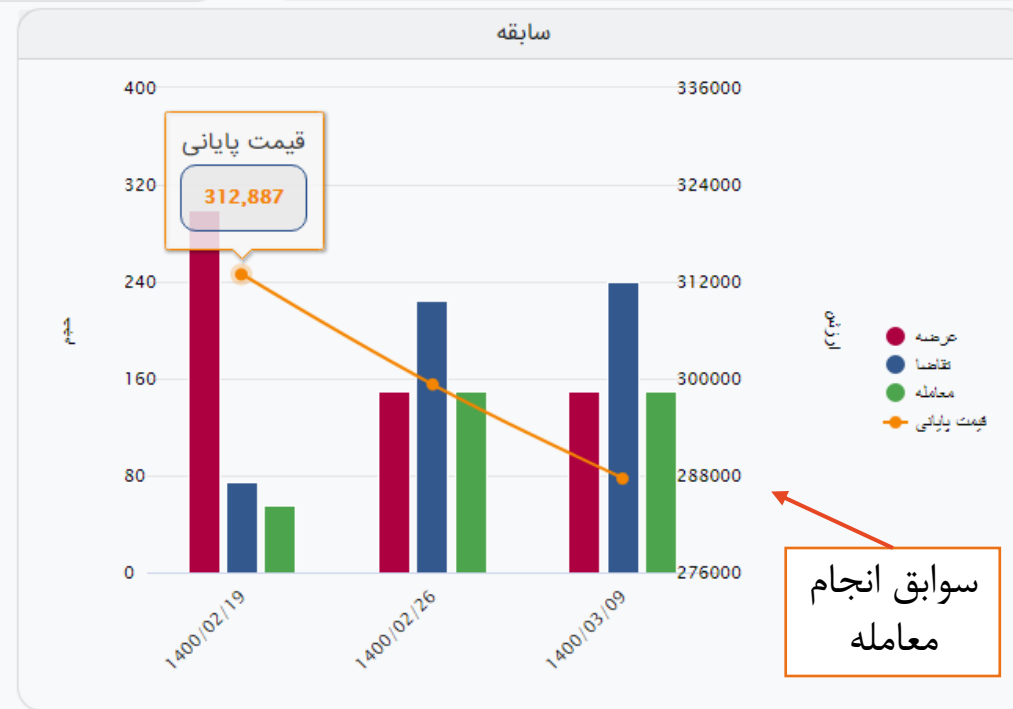 سابقه
400
336000
قیمت پایانی
312,887
320
324000
240
312000
حجم
ارزش
عرضه
تقاضا
معامله
قیمت پایانی
160
300000
80
288000
0
276000
سوابق انجام
معامله
1400/02/19
1400/02/26
1400/03/09